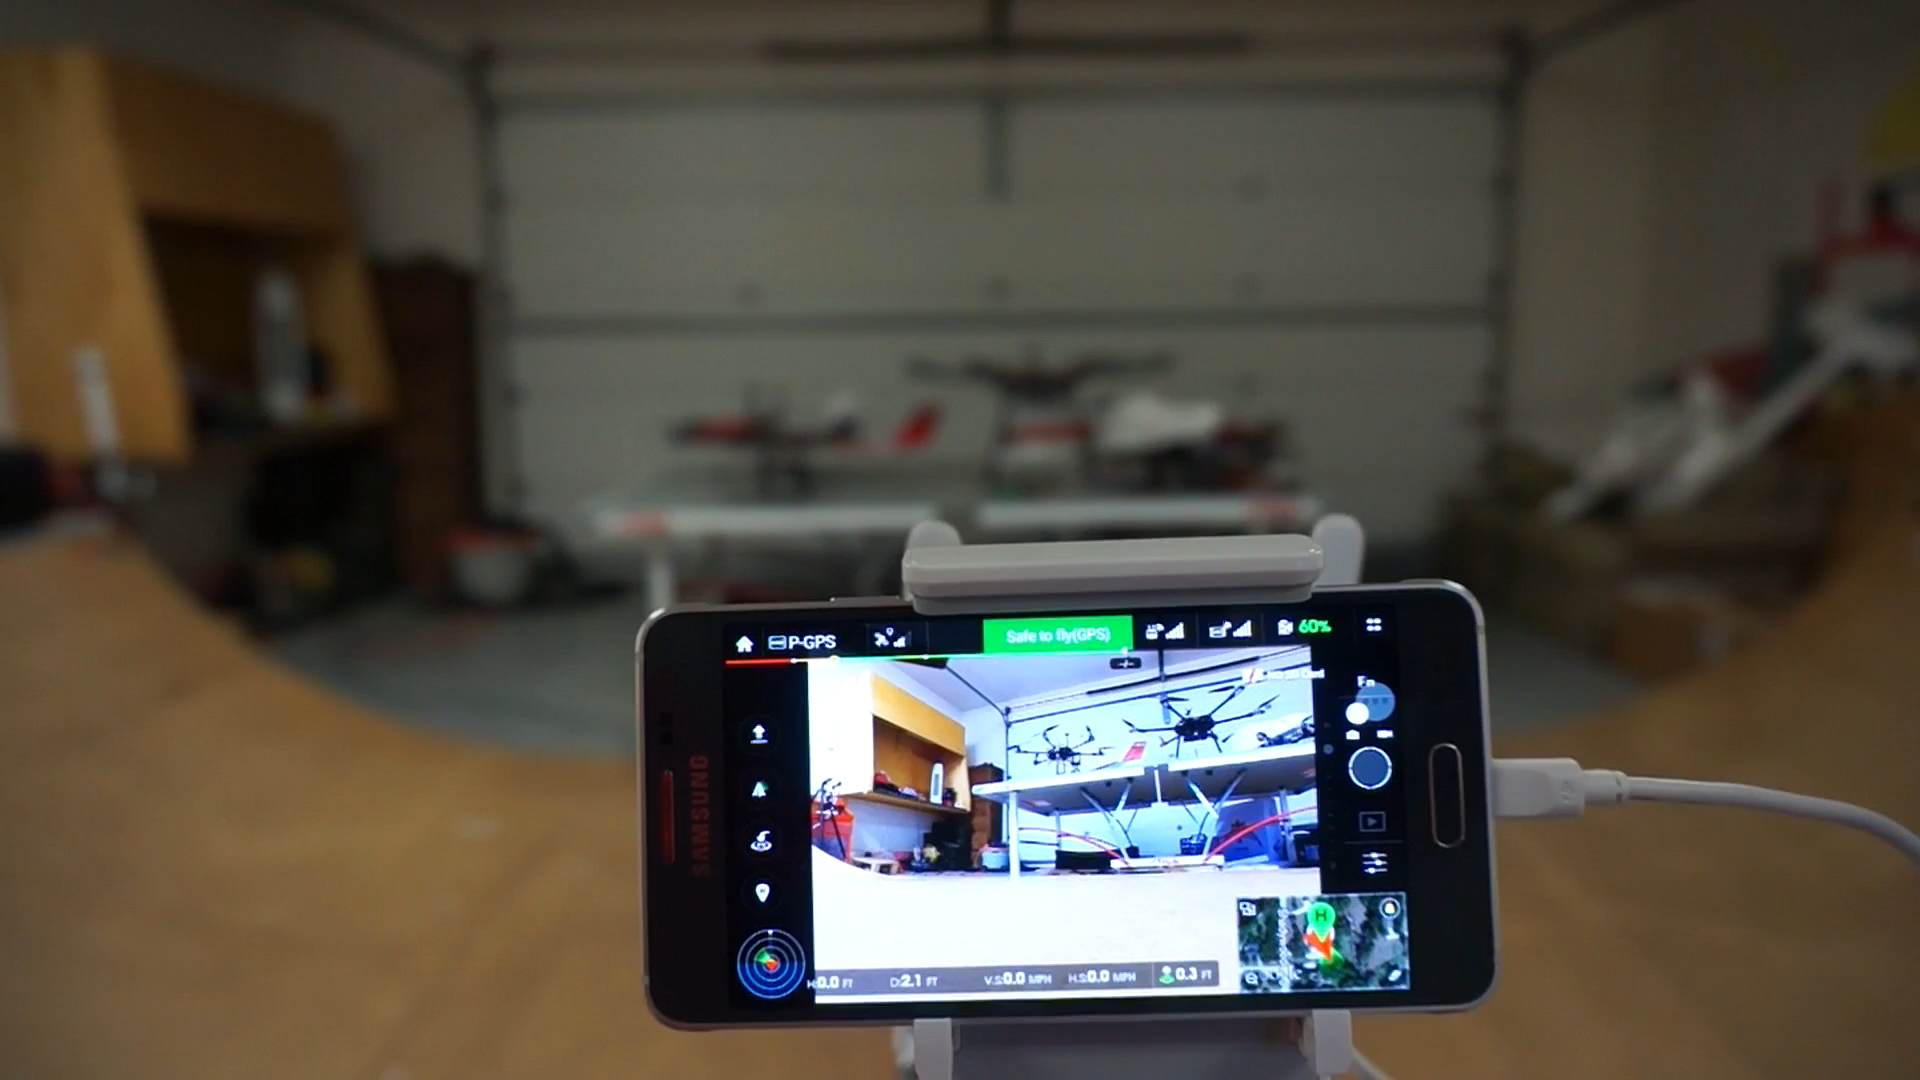 P-GPS
Safe to fly(GPS)
60%
Fn
SAMSUNG
H:0.0 FT D:2.1 FT V.S:0.0 MPH H.S:0.0 MPH 0.3 FT
H